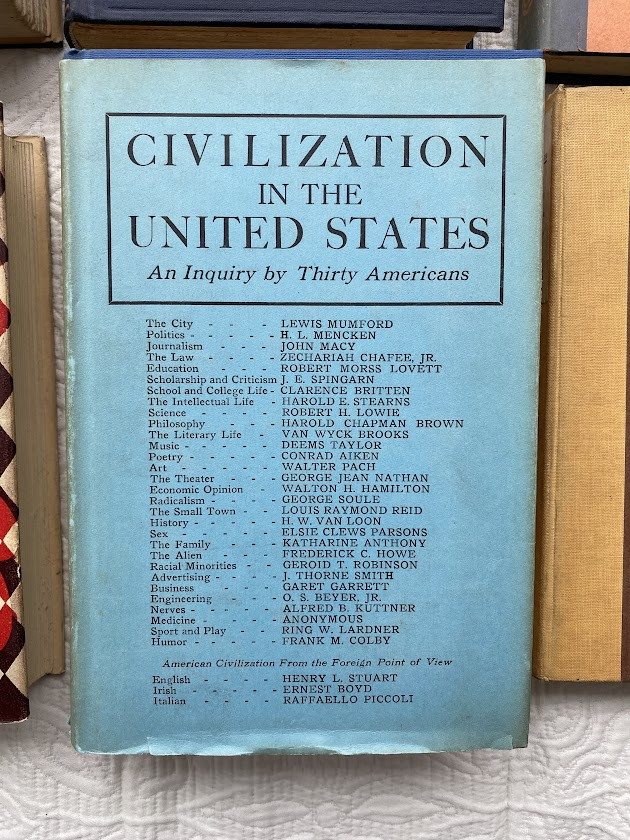 CIVILIZATION
IN THE
UNITED STATES
An Inquiry by Thirty Americans
The City - - - LEWIS MUMFORD
Politics - - - - - H. L. MENCKEN
Journalism - - - - JOHN MACY
The Law - - - - ZECHARIAH CHAFEE, JR.
Education - - - - ROBERT MORSS LOVETT
Scholarship and Criticism J. E. SPINGARN
School and College Life - CLARENCE BRITTEN
The Intellectual Life - HAROLD E. STEARNS
Science - - - - ROBERT H. LOWIE
Philosophy - - - HAROLD CHAPMAN BROWN
The Literary Life - VAN WYCK BROOKS
Music - - - - - DEEMS TAYLOR
Poetry - - - - - CONRAD AIKEN
Art - - - - - WALTER PACH
The Theater - - - GEORGE JEAN NATHAN
Economic Opinion - - WALTON H. HAMILTON
Radicalism - - - - GEORGE SOULE
The Small Town - - - LOUIS RAYMOND REID
History - - - - - H. W. VAN LOON
Sex - - - - - ELSIE CLEWS PARSONS
The Family - - - KATHARINE ANTHONY
The Alien - - - FREDERICK C. HOWE
Racial Minorities - - GEROID T. ROBINSON
Advertising - - - - J. THORNE SMITH
Business - - - - GARET GARRETT
Engineering - - - - O. S. BEYER, JR.
Nerves - - - - - ALFRED B. KUTTNER
Medicine - - - - ANONYMOUS
Sport and Play - - - RING W. LARDNER
Humor - - - - - FRANK M. COLBY
American Civilization From the Foreign Point of View
English - - - - HENRY L. STUART
Irish - - - - - ERNEST BOYD
Italian - - - - RAFFAELLO PICCOLI